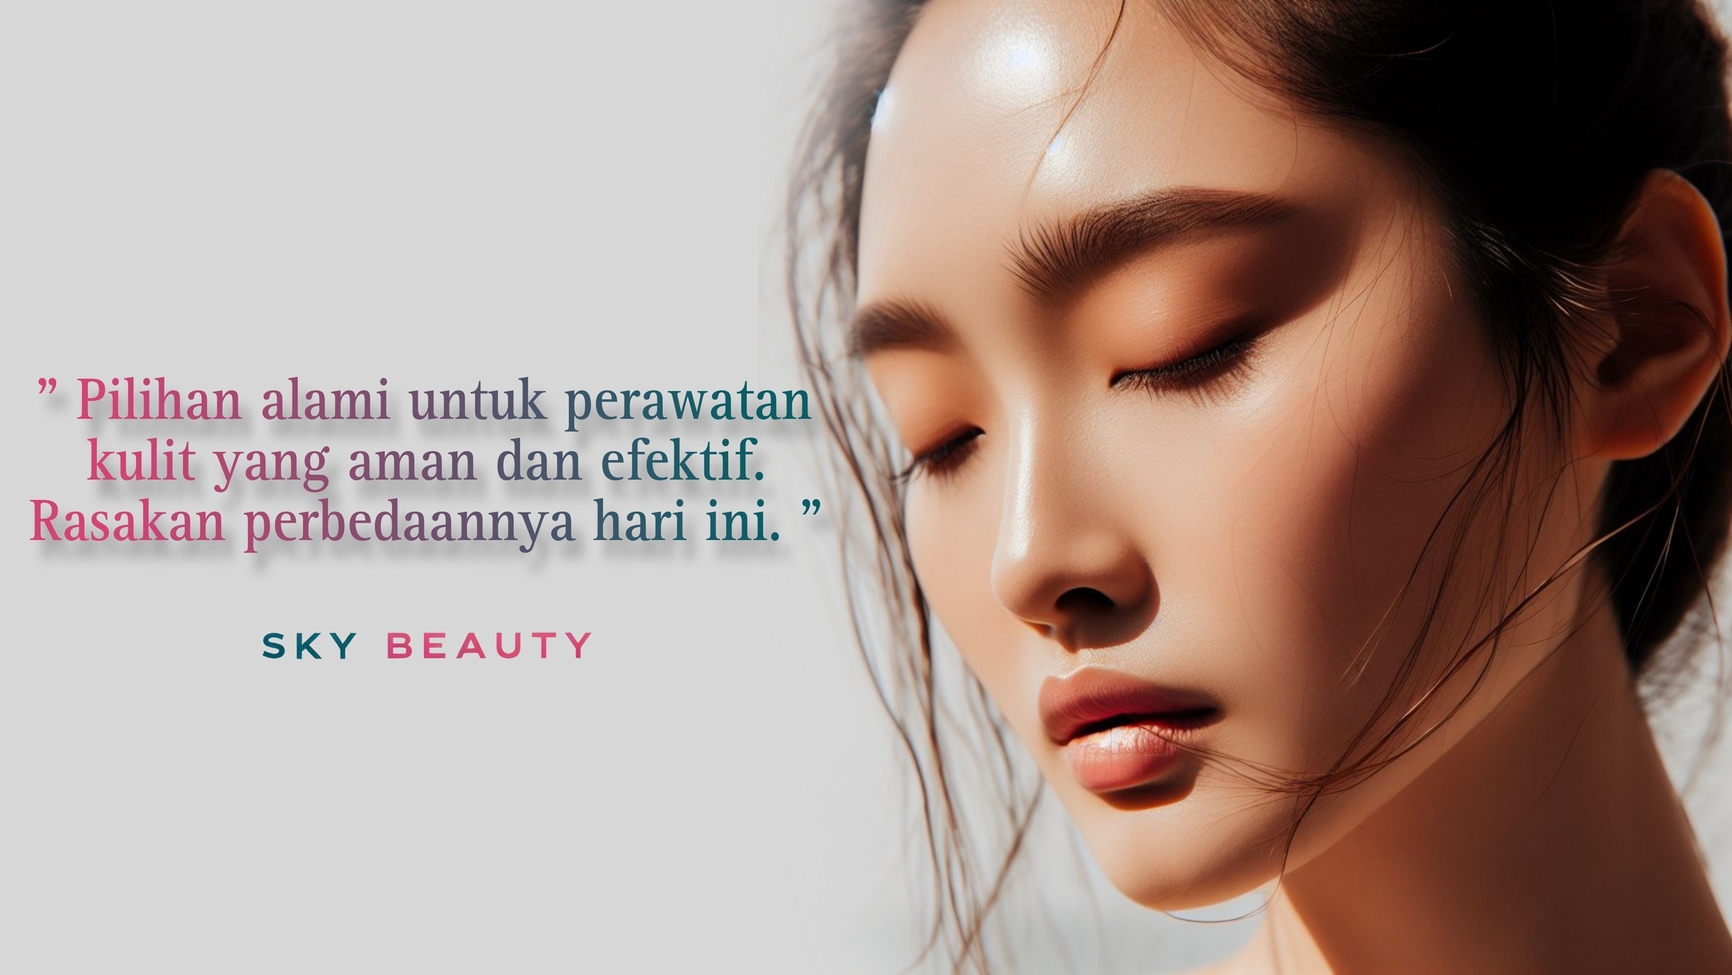 ” Pilihan alami untuk perawatan
kulit yang aman dan efektif.
Rasakan perbedaannya hari ini. ”
SKY BEAUTY